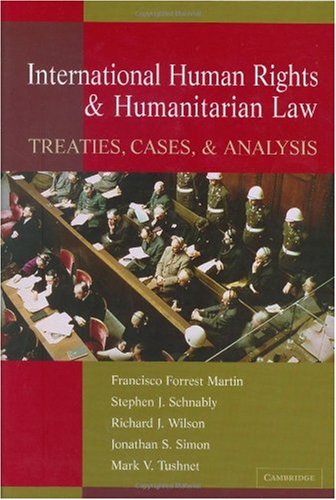 International Human Rights
& Humanitarian Law
TREATIES, CASES, & ANALYSIS
Francisco Forrest Martin
Stephen J. Schnably
Richard J. Wilson
Jonathan S. Simon
Mark V. Tushnet
CAMBRIDGE